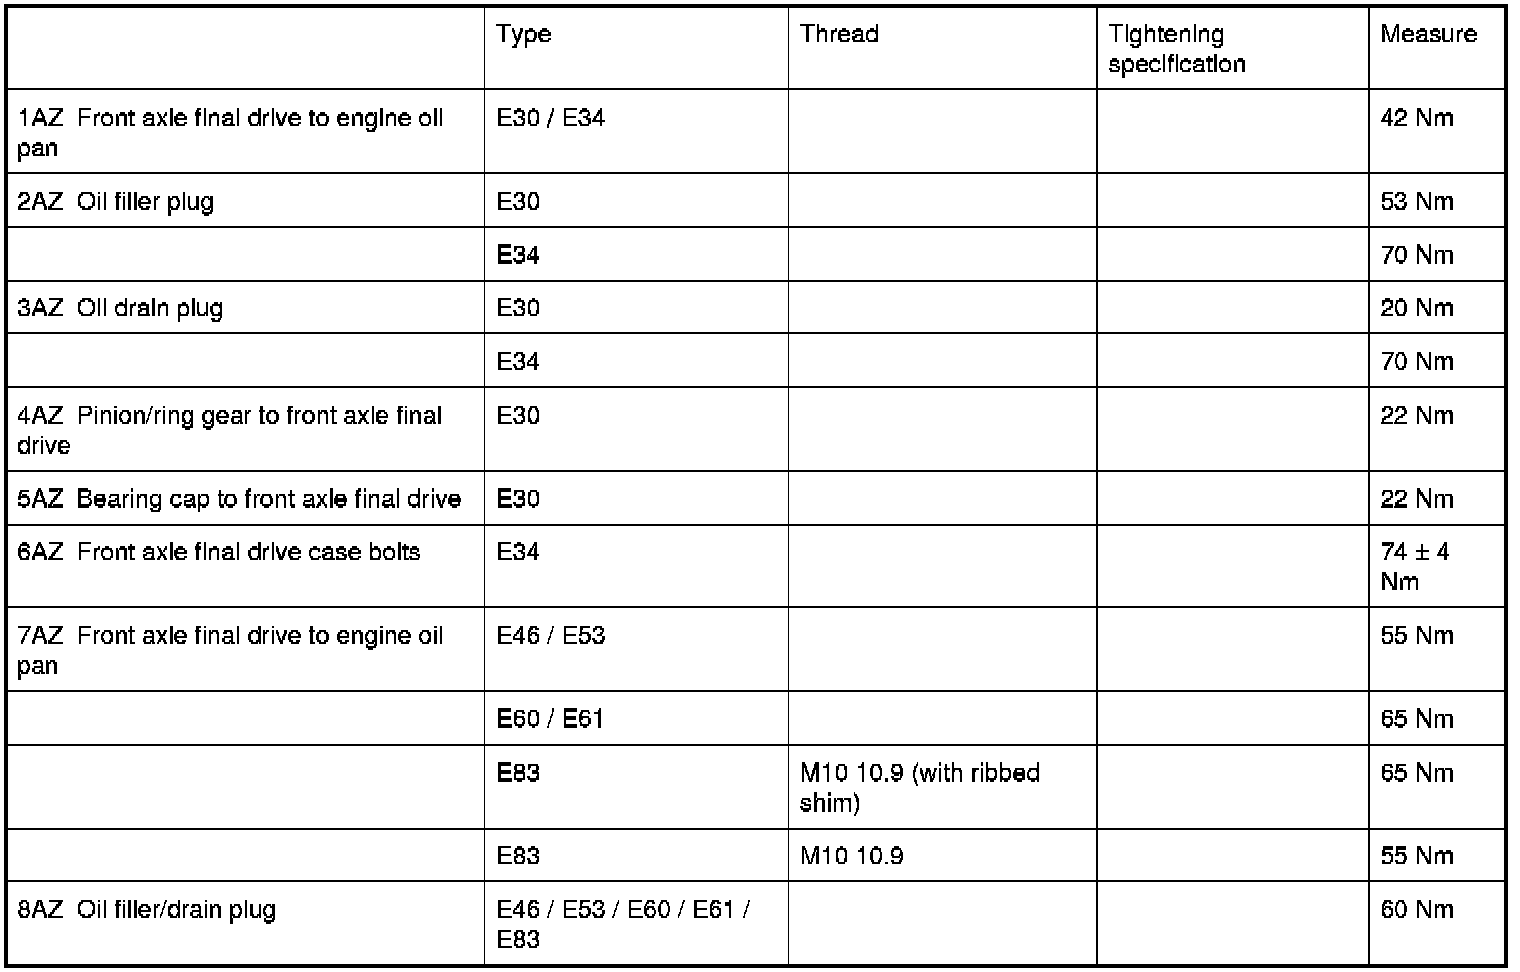 Type Thread Tightening Measure
specification
1AZ Front axle final drive to engine oil E30 / E34 42 Nm
pan
2AZ Oil filler plug E30 53 Nm
E34 70 Nm
3AZ Oil drain plug E30 20 Nm
E34 70 Nm
4AZ Pinion/ring gear to front axle final E30 22 Nm
drive
5AZ Bearing cap to front axle final drive E30 22 Nm
6AZ Front axle final drive case bolts E34 74 ± 4
Nm
7AZ Front axle final drive to engine oil E46 / E53 55 Nm
pan
E60 / E61 65 Nm
E83 M10 10.9 (with ribbed 65 Nm
shim)
E83 M10 10.9 55 Nm
8AZ Oil filler/drain plug E46 / E53 / E60 / E61 / 60 Nm
E83